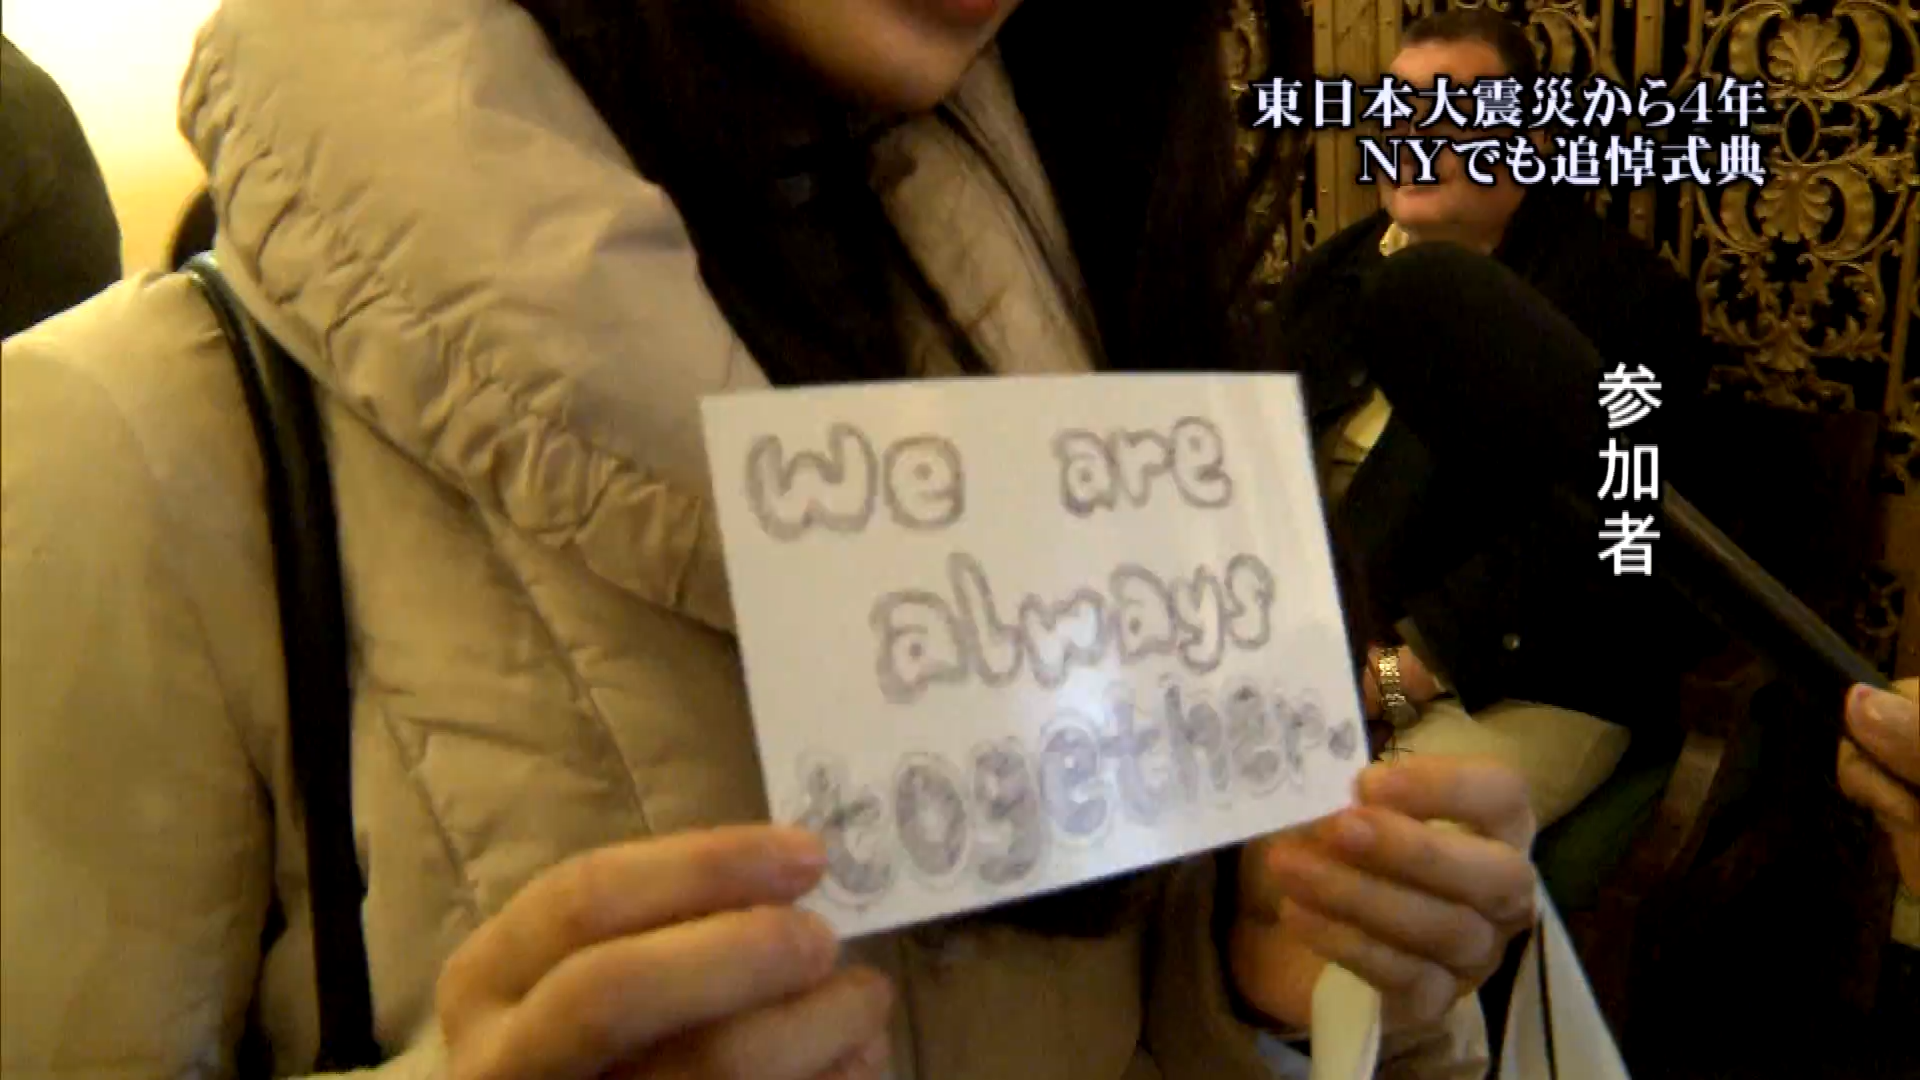 東日本大震災から4年
NYでも追悼式典
参加者
We are
always
together.